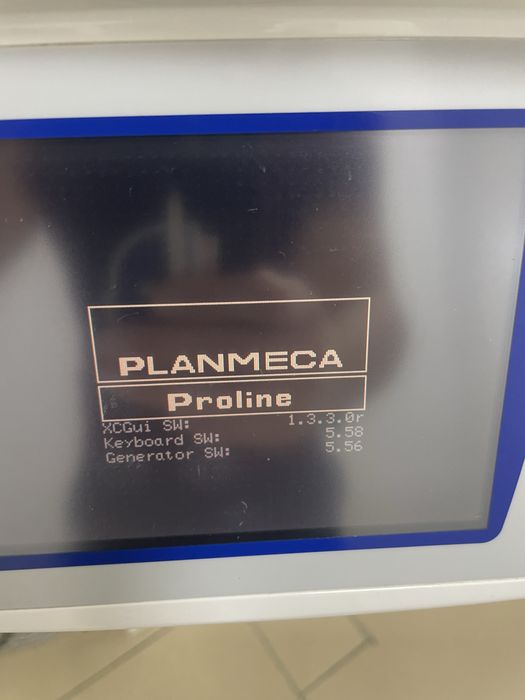 PLANMECA
Proline
XCGui SW: 1.3.3.0r
Keyboard SW: 5.58
Generator SW: 5.56